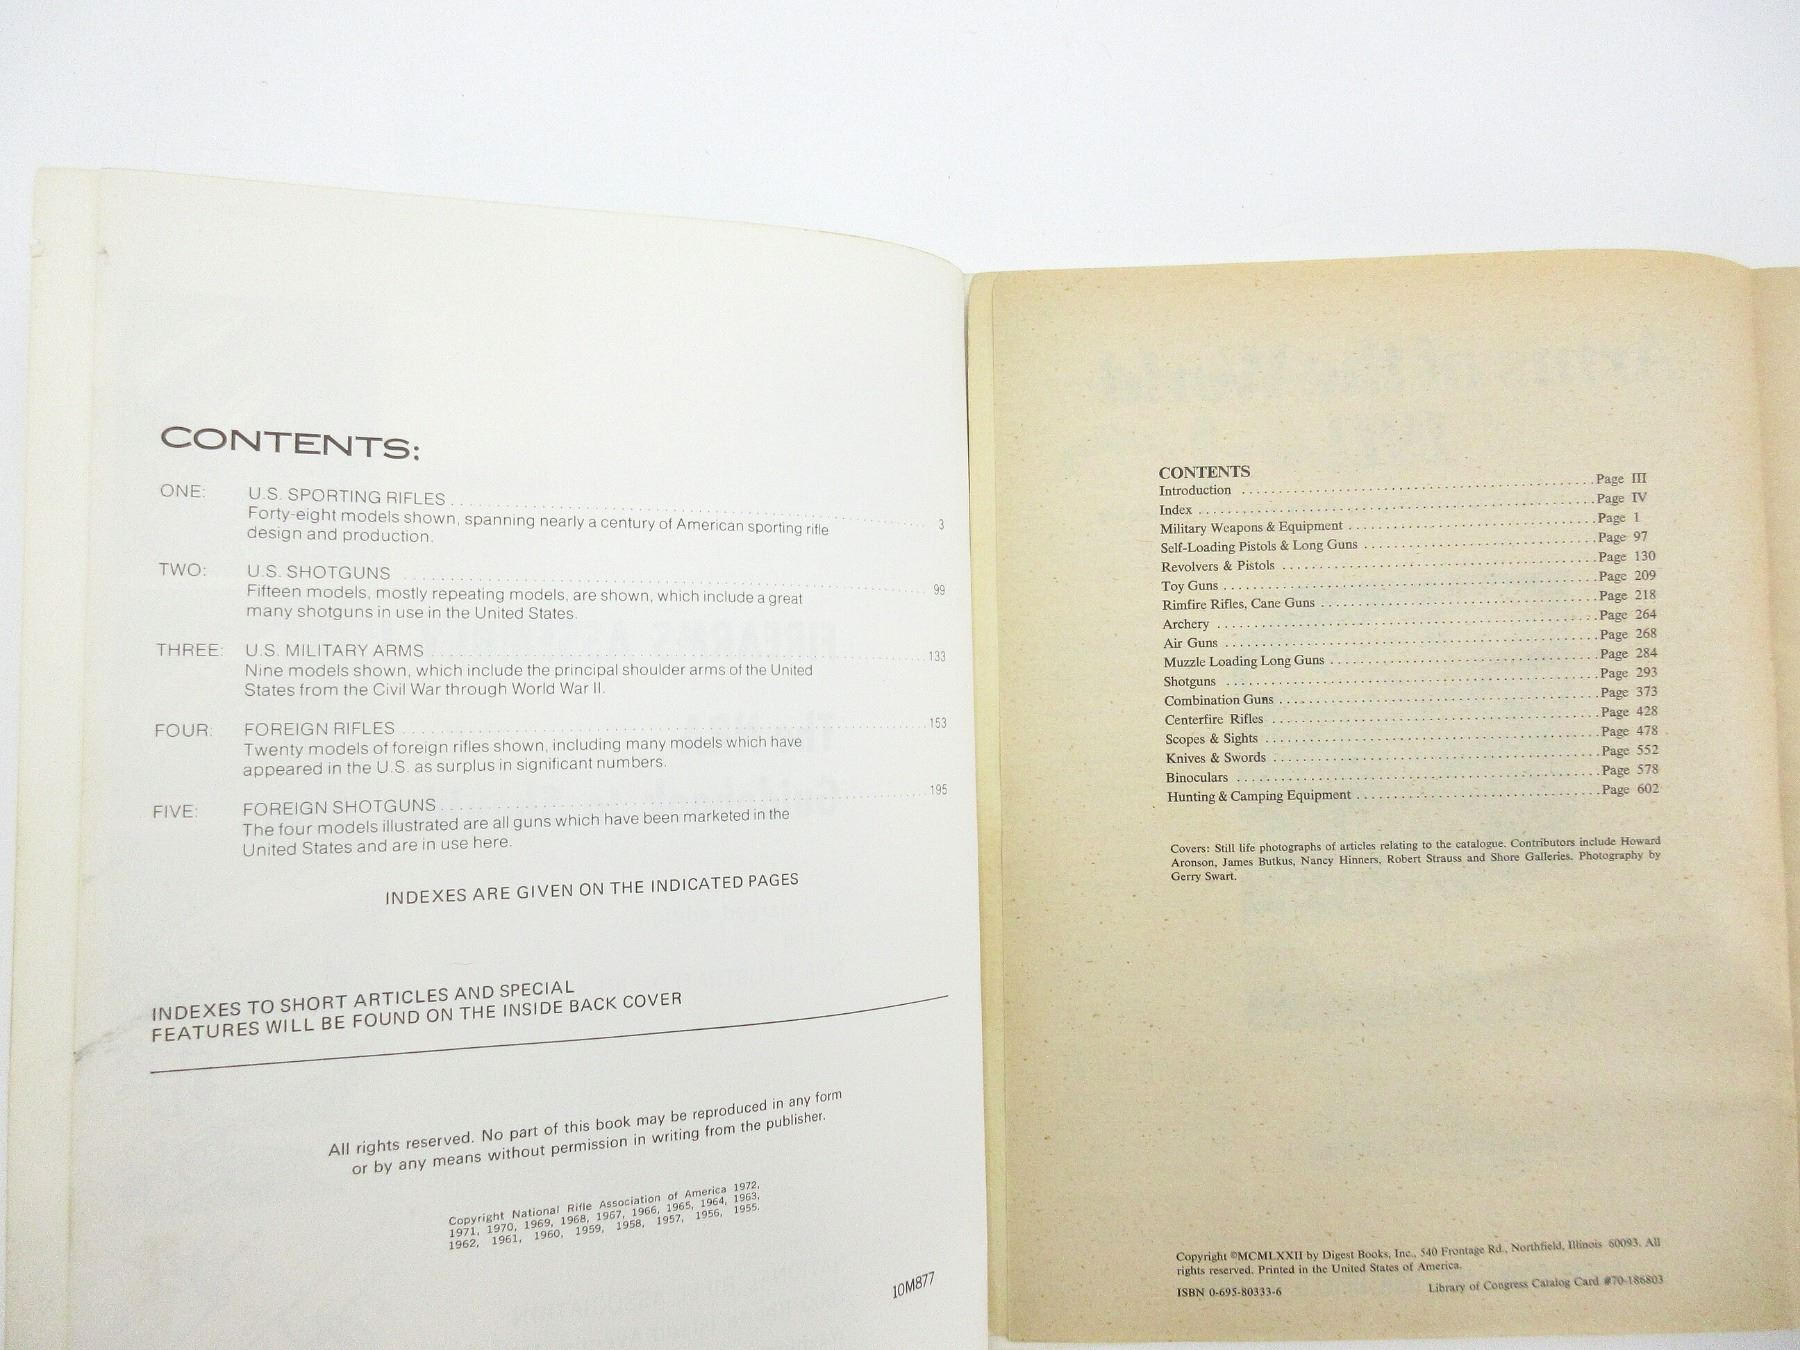 CONTENTS:
ONE: U.S. SPORTING RIFLES . . . . . . . . . . . . . . . . . . . . . . . . . . . . . . 3
Forty-eight models shown, spanning nearly a century of American sporting rifle
design and production.
TWO: U.S. SHOTGUNS . . . . . . . . . . . . . . . . . . . . . . . . . . . . . . 99
Fifteen models, mostly repeating models, are shown, which include a great
many shotguns in use in the United States.
THREE: U.S. MILITARY ARMS . . . . . . . . . . . . . . . . . . . . . . . . . . . . . . 133
Nine models shown, which include the principal shoulder arms of the United
States from the Civil War through World War II.
FOUR: FOREIGN RIFLES . . . . . . . . . . . . . . . . . . . . . . . . . . . . . . 153
Twenty models of foreign rifles shown, including many models which have
appeared in the U.S. as surplus in significant numbers.
FIVE: FOREIGN SHOTGUNS . . . . . . . . . . . . . . . . . . . . . . . . . . . . . . 195
The four models illustrated are all guns which have been marketed in the
United States and are in use here.
INDEXES ARE GIVEN ON THE INDICATED PAGES
INDEXES TO SHORT ARTICLES AND SPECIAL
FEATURES WILL BE FOUND ON THE INSIDE BACK COVER
All rights reserved. No part of this book may be reproduced in any form
or by any means without permission in writing from the publisher.
Copyright National Rifle Association of America 1972,
1971, 1970, 1969, 1968, 1967, 1966, 1965, 1964, 1963,
1962, 1961, 1960, 1959, 1958, 1957, 1956, 1955.
10M877
CONTENTS
Introduction . . . . . . . . . . . . . . . . . . . . Page III
Index . . . . . . . . . . . . . . . . . . . . Page IV
Military Weapons & Equipment . . . . . . . . . . . . . . . . . . . . Page 1
Self-Loading Pistols & Long Guns . . . . . . . . . . . . . . . . . . . . Page 97
Revolvers & Pistols . . . . . . . . . . . . . . . . . . . . Page 130
Toy Guns . . . . . . . . . . . . . . . . . . . . Page 209
Rimfire Rifles, Cane Guns . . . . . . . . . . . . . . . . . . . . Page 218
Archery . . . . . . . . . . . . . . . . . . . . Page 264
Air Guns . . . . . . . . . . . . . . . . . . . . Page 268
Muzzle Loading Long Guns . . . . . . . . . . . . . . . . . . . . Page 284
Shotguns . . . . . . . . . . . . . . . . . . . . Page 293
Combination Guns . . . . . . . . . . . . . . . . . . . . Page 373
Centerfire Rifles . . . . . . . . . . . . . . . . . . . . Page 428
Scopes & Sights . . . . . . . . . . . . . . . . . . . . Page 478
Knives & Swords . . . . . . . . . . . . . . . . . . . . Page 552
Binoculars . . . . . . . . . . . . . . . . . . . . Page 578
Hunting & Camping Equipment . . . . . . . . . . . . . . . . . . . . Page 602
Covers: Still life photographs of articles relating to the catalogue. Contributors include Howard
Aronson, James Butkus, Nancy Hinners, Robert Strauss and Shore Galleries. Photography by
Gerry Swart.
Copyright ©MCMLXXII by Digest Books, Inc., 540 Frontage Rd., Northfield, Illinois 60093. All
rights reserved. Printed in the United States of America.
ISBN 0-695-80333-6 Library of Congress Catalog Card #70-186803